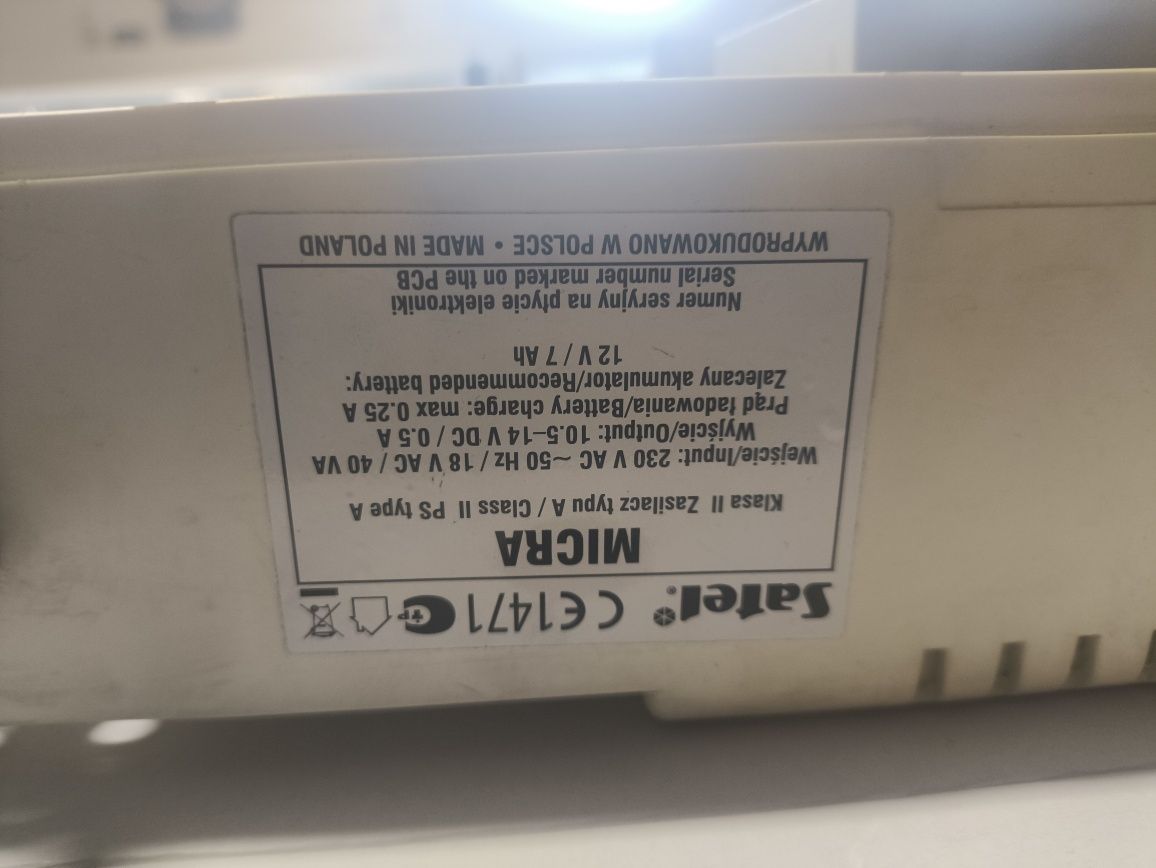 Satel® CE1471
MICRA
Klasa II Zasilacz typu A / Class II PS type A
Wejście/Input: 230 V AC ~50 Hz / 18 V AC / 40 VA
Wyjście/Output: 10.5–14 V DC / 0.5 A
Prąd ładowania/Battery charge: max 0.25 A
Zalecany akumulator/Recommended battery:
12 V / 7 Ah
Numer seryjny na płycie elektroniki
Serial number marked on the PCB
WYPRODUKOWANO W POLSCE • MADE IN POLAND